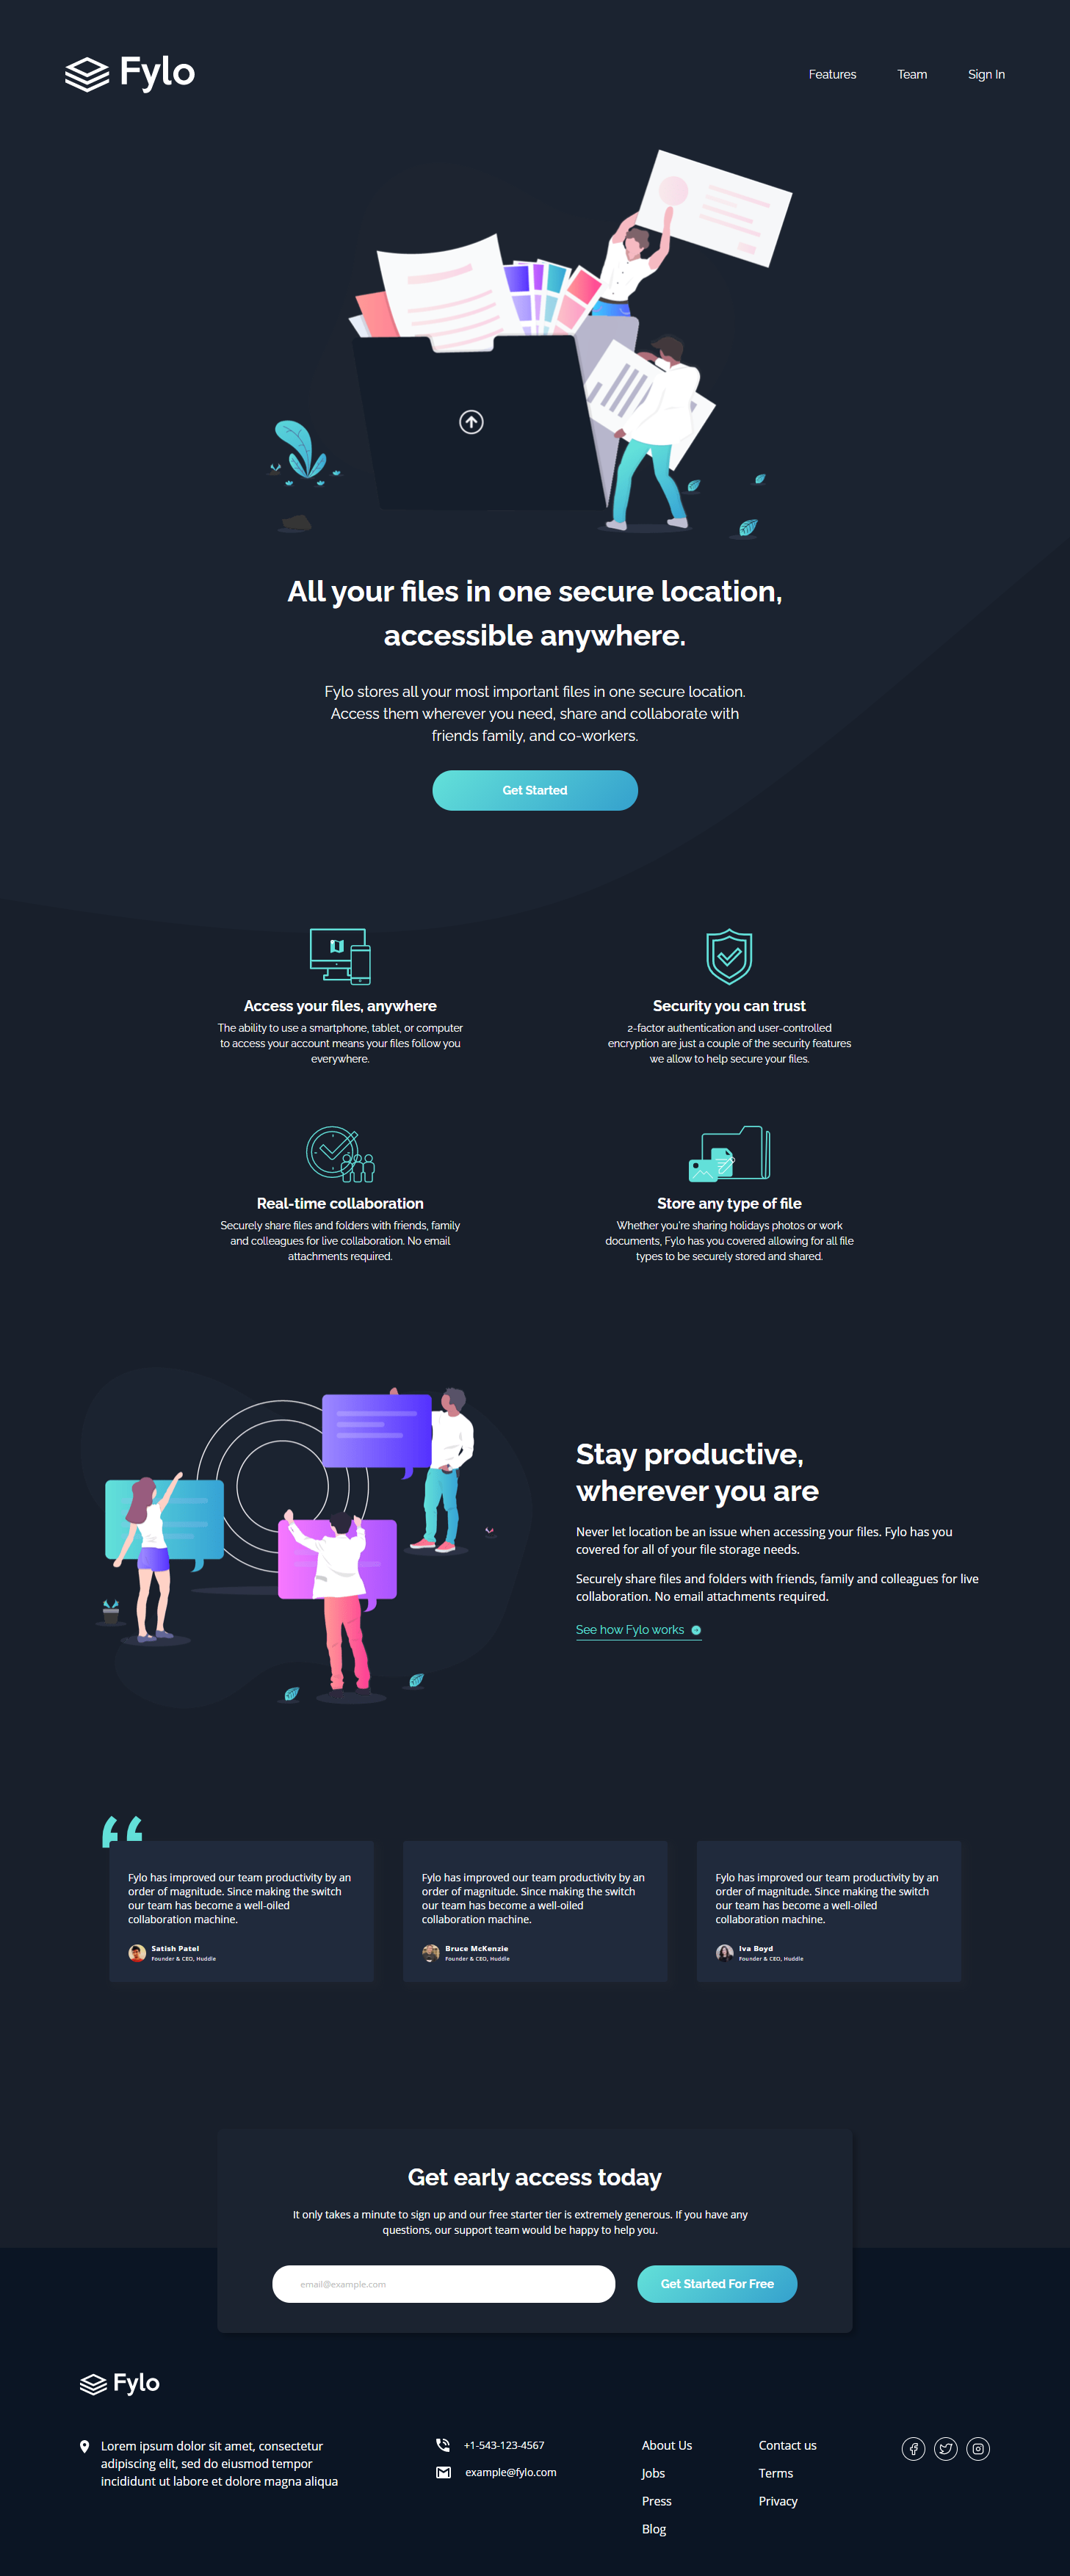 Fylo
Features
Team
Sign In
All your files in one secure location,
accessible anywhere.
Fylo stores all your most important files in one secure location.
Access them wherever you need, share and collaborate with
friends family, and co-workers.
Get Started
Access your files, anywhere
The ability to use a smartphone, tablet, or computer
to access your account means your files follow you
everywhere.
Security you can trust
2-factor authentication and user-controlled
encryption are just a couple of the security features
we allow to help secure your files.
Real-time collaboration
Securely share files and folders with friends, family
and colleagues for live collaboration. No email
attachments required.
Store any type of file
Whether you're sharing holidays photos or work
documents, Fylo has you covered allowing for all file
types to be securely stored and shared.
Stay productive,
wherever you are
Never let location be an issue when accessing your files. Fylo has you
covered for all of your file storage needs.
Securely share files and folders with friends, family and colleagues for live
collaboration. No email attachments required.
See how Fylo works
Fylo has improved our team productivity by an
order of magnitude. Since making the switch
our team has become a well-oiled
collaboration machine.
Satish Patel
Founder & CEO, Huddle
Fylo has improved our team productivity by an
order of magnitude. Since making the switch
our team has become a well-oiled
collaboration machine.
Bruce McKenzie
Founder & CEO, Huddle
Fylo has improved our team productivity by an
order of magnitude. Since making the switch
our team has become a well-oiled
collaboration machine.
Iva Boyd
Founder & CEO, Huddle
Get early access today
It only takes a minute to sign up and our free starter tier is extremely generous. If you have any
questions, our support team would be happy to help you.
email@example.com
Get Started For Free
Fylo
Lorem ipsum dolor sit amet, consectetur
adipiscing elit, sed do eiusmod tempor
incididunt ut labore et dolore magna aliqua
+1-543-123-4567
example@fylo.com
About Us
Jobs
Press
Blog
Contact us
Terms
Privacy